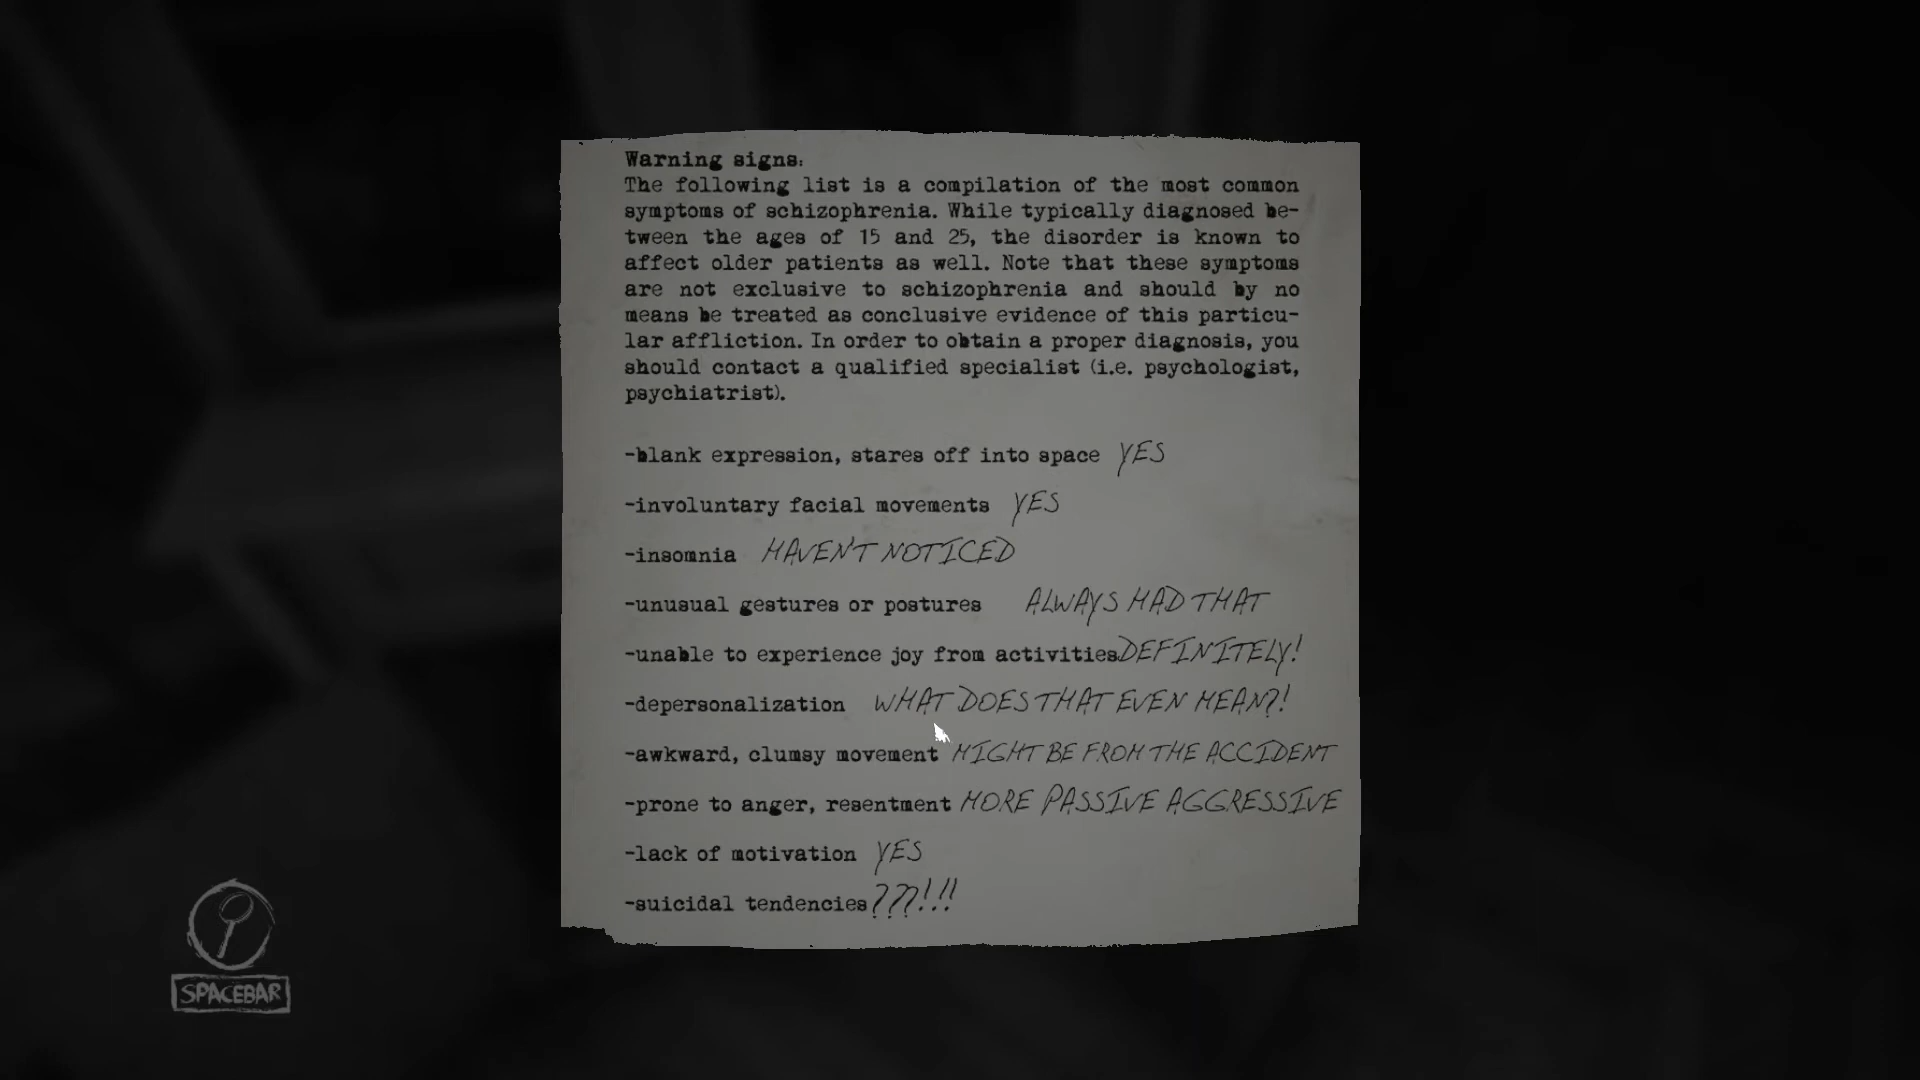 Warning signs:
The following list is a compilation of the most common
symptoms of schizophrenia. While typically diagnosed be-
tween the ages of 15 and 25, the disorder is known to
affect older patients as well. Note that these symptoms
are not exclusive to schizophrenia and should by no
means be treated as conclusive evidence of this particu-
lar affliction. In order to obtain a proper diagnosis, you
should contact a qualified specialist (i.e. psychologist,
psychiatrist).
-blank expression, stares off into space YES
-involuntary facial movements YES
-insomnia HAVEN'T NOTICED
-unusual gestures or postures ALWAYS HAD THAT
-unable to experience joy from activities DEFINITELY!
-depersonalization WHAT DOES THAT EVEN MEAN?!
-awkward, clumsy movement MIGHT BE FROM THE ACCIDENT
-prone to anger, resentment MORE PASSIVE AGGRESSIVE
-lack of motivation YES
-suicidal tendencies ???!!!
SPACEBAR